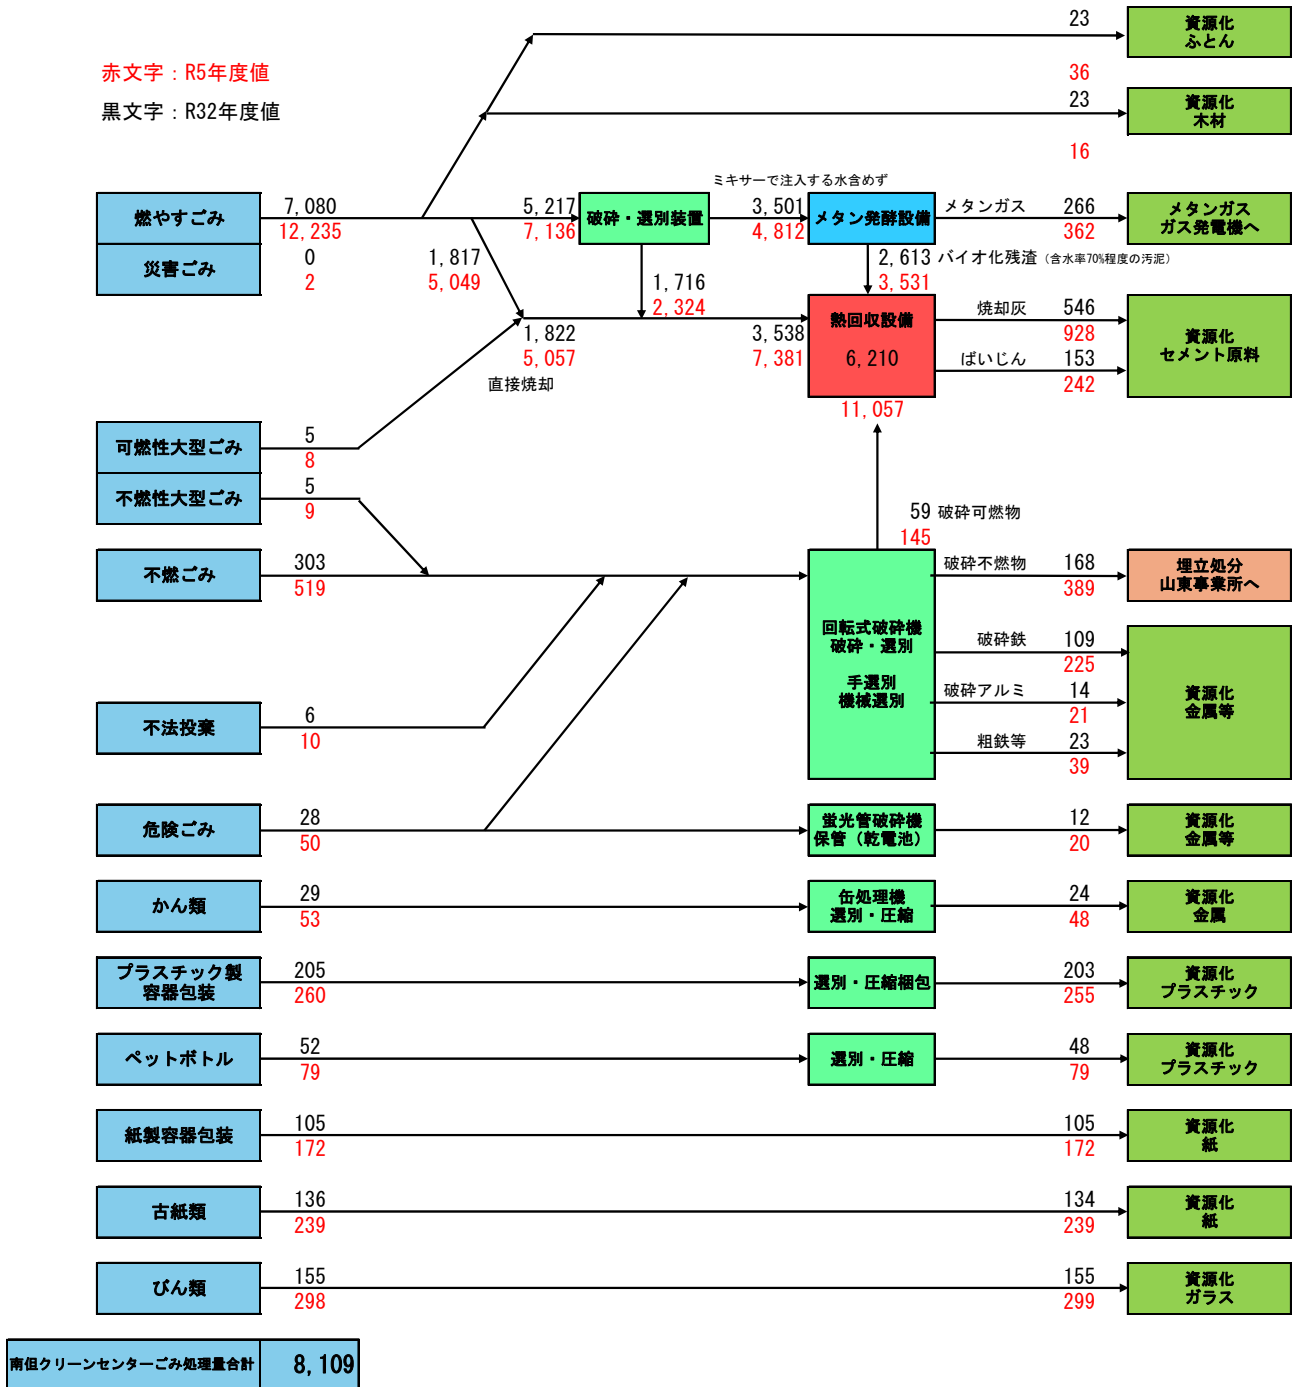 23
資源化
ふとん
赤文字：R5年度値
36
黒文字：R32年度値
23
資源化
木材
16
燃やすごみ
7,080
12,235
5,217
7,136
破砕・選別装置
ミキサーで注入する水含めず
3,501
4,812
メタン発酵設備
メタンガス
266
362
メタンガス
ガス発電機へ
災害ごみ
0
2
1,817
5,049
1,716
2,324
2,613
バイオ化残渣（含水率70%程度の汚泥）
3,531
1,822
5,057
直接焼却
3,538
7,381
熱回収設備
6,210
11,057
焼却灰
546
928
ばいじん
153
242
資源化
セメント原料
可燃性大型ごみ
5
8
不燃性大型ごみ
5
9
59
破砕可燃物
145
不燃ごみ
303
519
回転式破砕機
破砕・選別
手選別
機械選別
破砕不燃物
168
389
埋立処分
山東事業所へ
破砕鉄
109
225
破砕アルミ
14
21
粗鉄等
23
39
資源化
金属等
不法投棄
6
10
危険ごみ
28
50
蛍光管破砕機
保管（乾電池）
12
20
資源化
金属等
かん類
29
53
缶処理機
選別・圧縮
24
48
資源化
金属
プラスチック製
容器包装
205
260
選別・圧縮梱包
203
255
資源化
プラスチック
ペットボトル
52
79
選別・圧縮
48
79
資源化
プラスチック
紙製容器包装
105
172
105
172
資源化
紙
古紙類
136
239
134
239
資源化
紙
びん類
155
298
155
299
資源化
ガラス
南但クリーンセンターごみ処理量合計
8,109